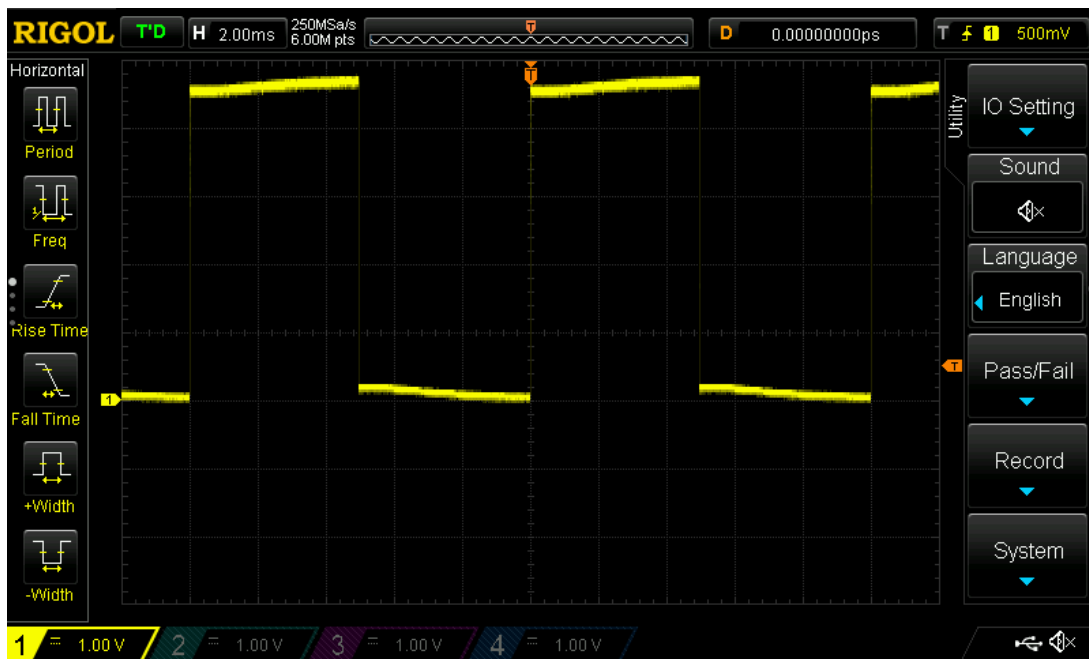 RIGOL T'D H 2.00ms 250MSa/s 6.00M pts T D 0.00000000ps T 1 500mV
Horizontal
Period
Freq
Rise Time
Fall Time
+Width
-Width
T
1
T
Utility
IO Setting
Sound
Language
English
Pass/Fail
Record
System
1 = 1.00 V 2 = 1.00 V 3 = 1.00 V 4 = 1.00 V